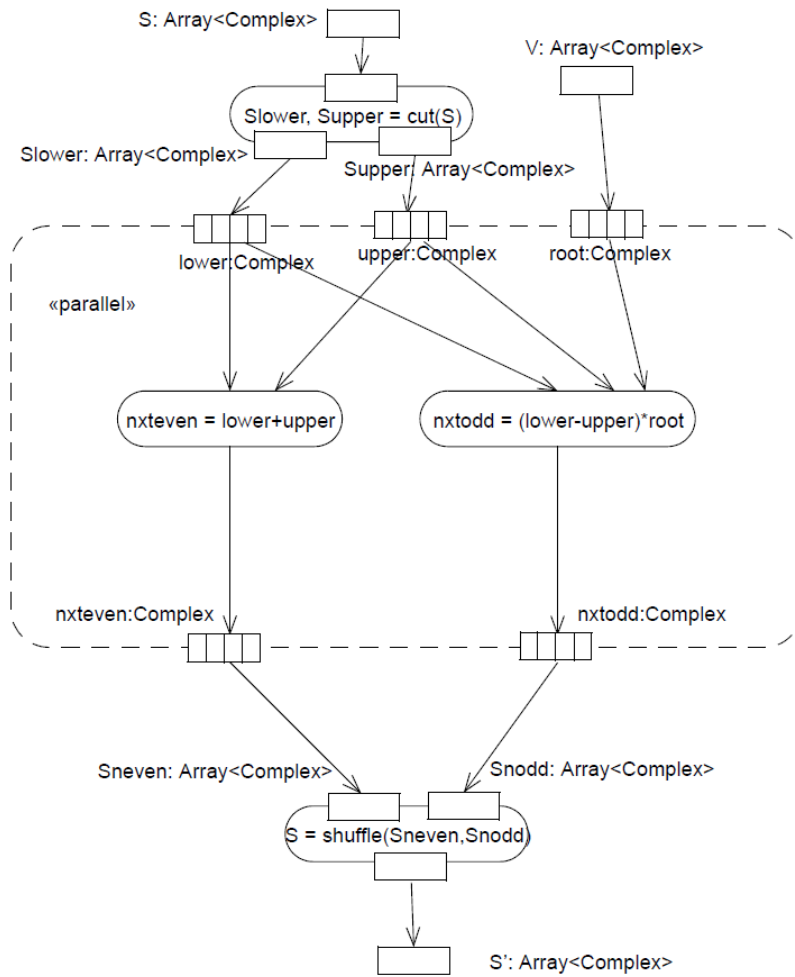 S: Array<Complex>
V: Array<Complex>
Slower, Supper = cut(S)
Slower: Array<Complex>
Supper: Array<Complex>
lower:Complex
upper:Complex
root:Complex
«parallel»
nxteven = lower+upper
nxtodd = (lower-upper)*root
nxteven:Complex
nxtodd:Complex
Sneven: Array<Complex>
Snodd: Array<Complex>
S = shuffle(Sneven,Snodd)
S': Array<Complex>